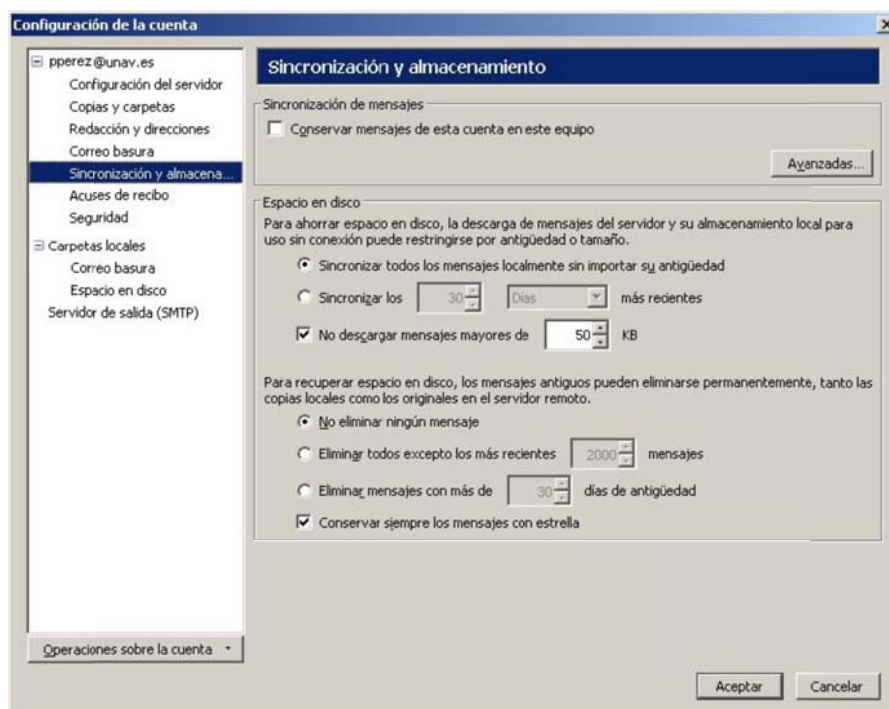 Configuración de la cuenta
pperez@unav.es
Configuración del servidor
Copias y carpetas
Redacción y direcciones
Correo basura
Sincronización y almacena...
Acuses de recibo
Seguridad
Carpetas locales
Correo basura
Espacio en disco
Servidor de salida (SMTP)
Operaciones sobre la cuenta
Sincronización y almacenamiento
Sincronización de mensajes
Conservar mensajes de esta cuenta en este equipo
Avanzadas...
Espacio en disco
Para ahorrar espacio en disco, la descarga de mensajes del servidor y su almacenamiento local para
uso sin conexión puede restringirse por antigüedad o tamaño.
Sincronizar todos los mensajes localmente sin importar su antigüedad
Sincronizar los 30 Días más recientes
No descargar mensajes mayores de 50 KB
Para recuperar espacio en disco, los mensajes antiguos pueden eliminarse permanentemente, tanto las
copias locales como los originales en el servidor remoto.
No eliminar ningún mensaje
Eliminar todos excepto los más recientes 2000 mensajes
Eliminar mensajes con más de 30 días de antigüedad
Conservar siempre los mensajes con estrella
Aceptar Cancelar